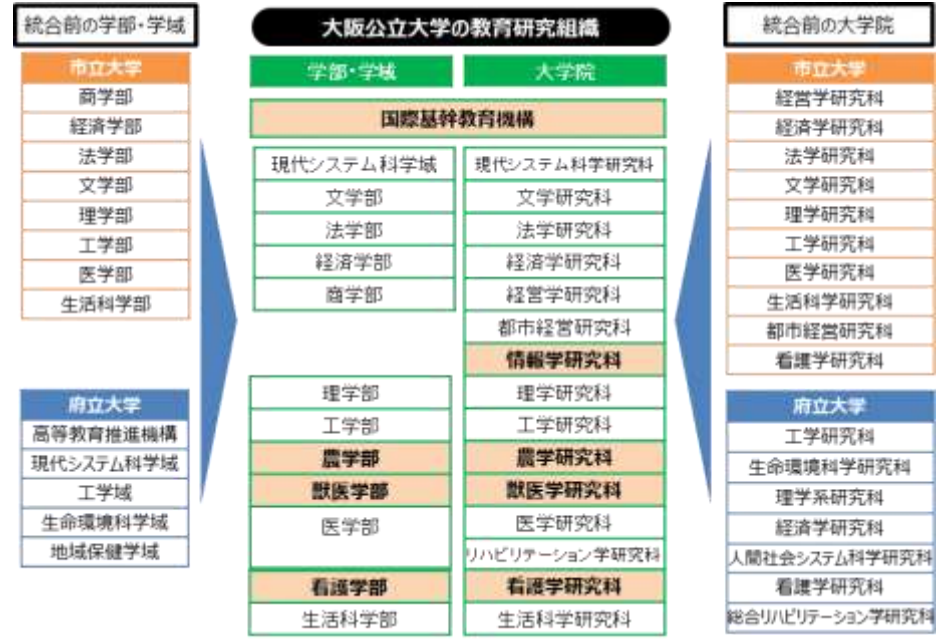 統合前の学部・学域
市立大学
商学部
経済学部
法学部
文学部
理学部
工学部
医学部
生活科学部
府立大学
高等教育推進機構
現代システム科学域
工学域
生命環境科学域
地域保健学域
大阪公立大学の教育研究組織
学部・学域 大学院
国際基幹教育機構
現代システム科学域 現代システム科学研究科
文学部 文学研究科
法学部 法学研究科
経済学部 経済学研究科
商学部 経営学研究科
都市経営研究科
情報学研究科
理学部 理学研究科
工学部 工学研究科
農学部 農学研究科
獣医学部 獣医学研究科
医学部 医学研究科
リハビリテーション学研究科
看護学部 看護学研究科
生活科学部 生活科学研究科
統合前の大学院
市立大学
経営学研究科
経済学研究科
法学研究科
文学研究科
理学研究科
工学研究科
医学研究科
生活科学研究科
都市経営研究科
看護学研究科
府立大学
工学研究科
生命環境科学研究科
理学系研究科
経済学研究科
人間社会システム科学研究科
看護学研究科
総合リハビリテーション学研究科